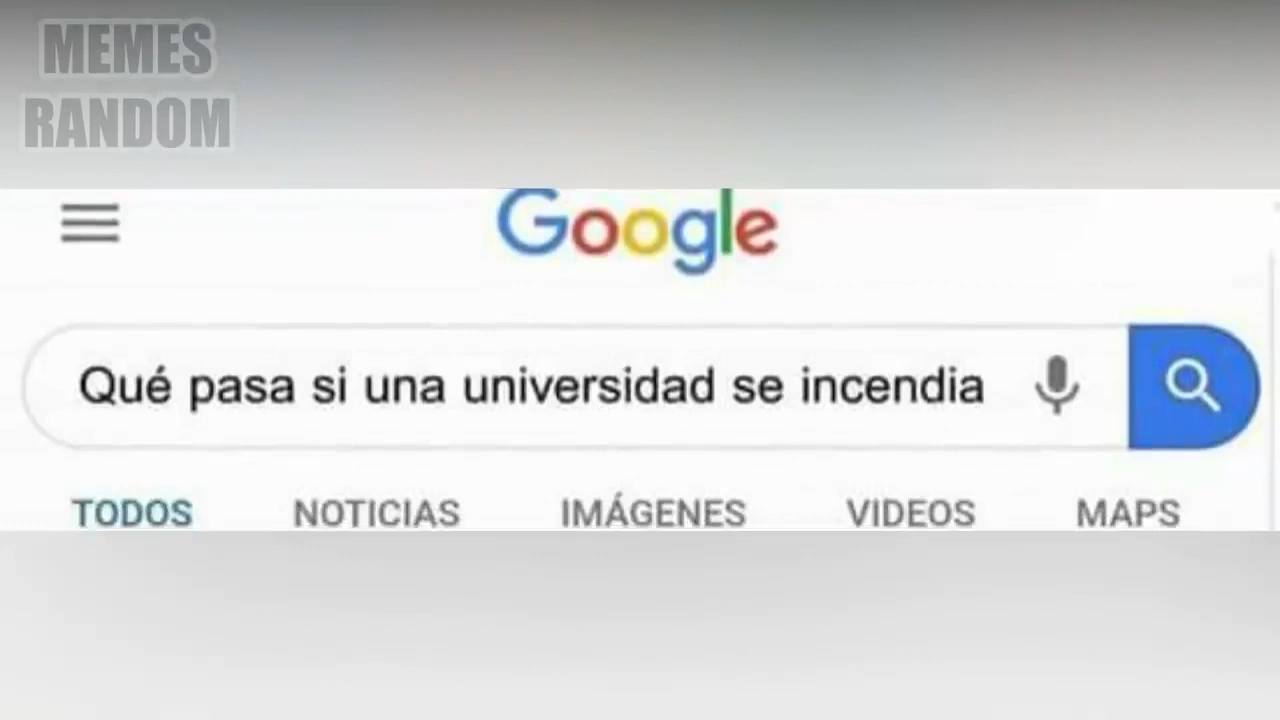 MEMES
RANDOM
Google
Qué pasa si una universidad se incendia
TODOS NOTICIAS IMÁGENES VIDEOS MAPS